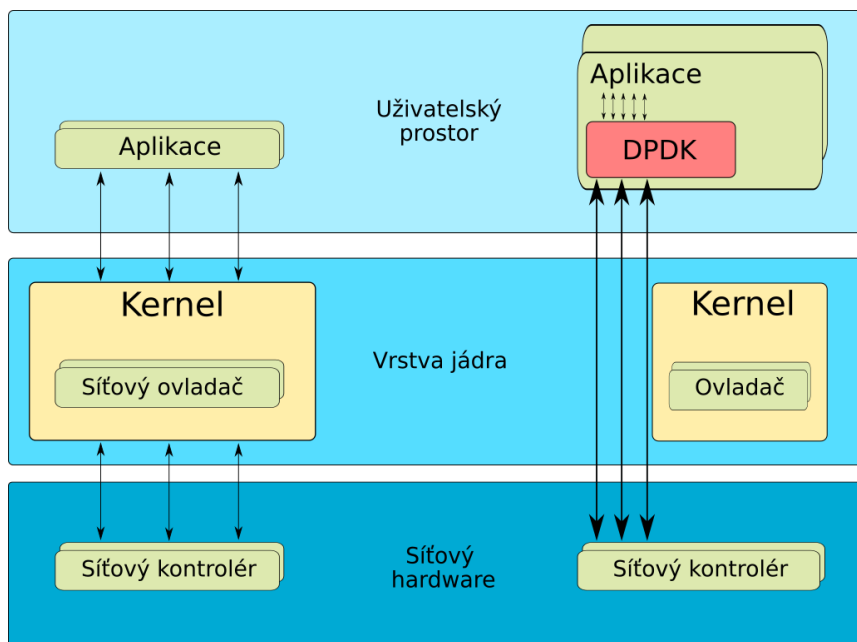 Aplikace
Uživatelský
prostor
Aplikace
DPDK
Kernel
Síťový ovladač
Vrstva jádra
Kernel
Ovladač
Síťový kontrolér
Síťový
hardware
Síťový kontrolér